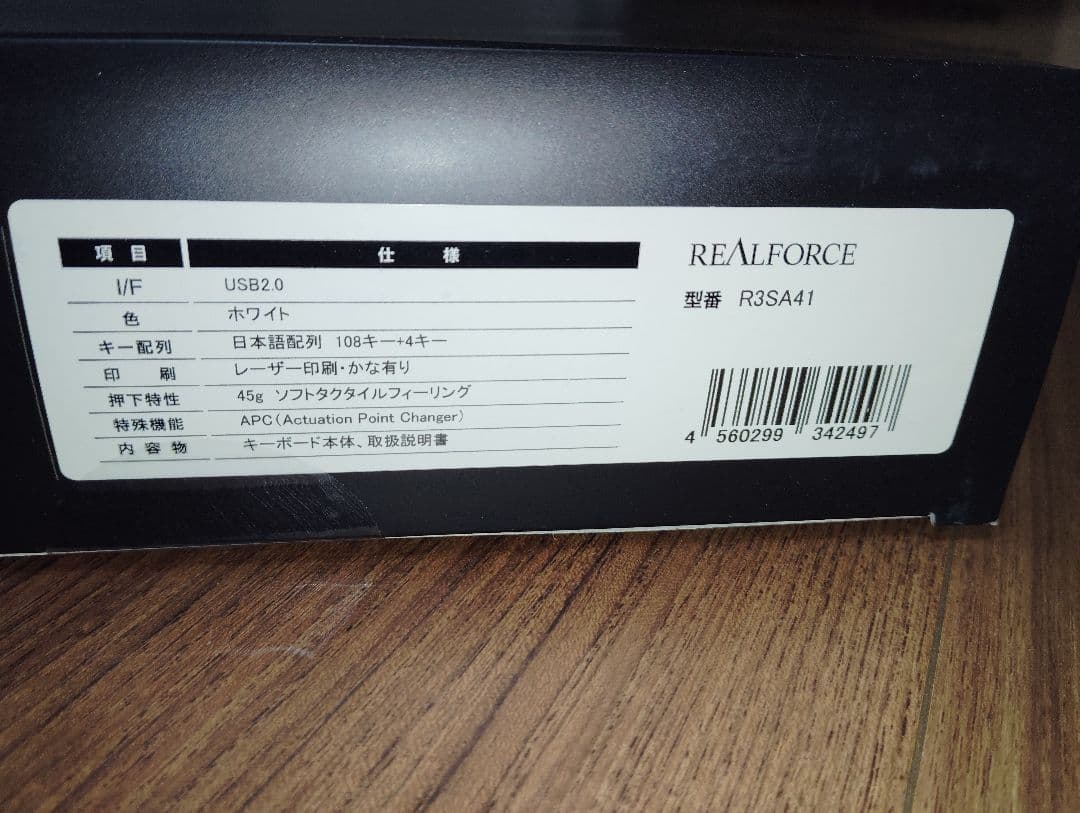 項目 仕様
I/F USB2.0
色 ホワイト
キー配列 日本語配列 108キー+4キー
印刷 レーザー印刷・かな有り
押下特性 45g ソフトタクタイルフィーリング
特殊機能 APC(Actuation Point Changer)
内容物 キーボード本体、取扱説明書
REALFORCE
型番 R3SA41
4 560299 342497